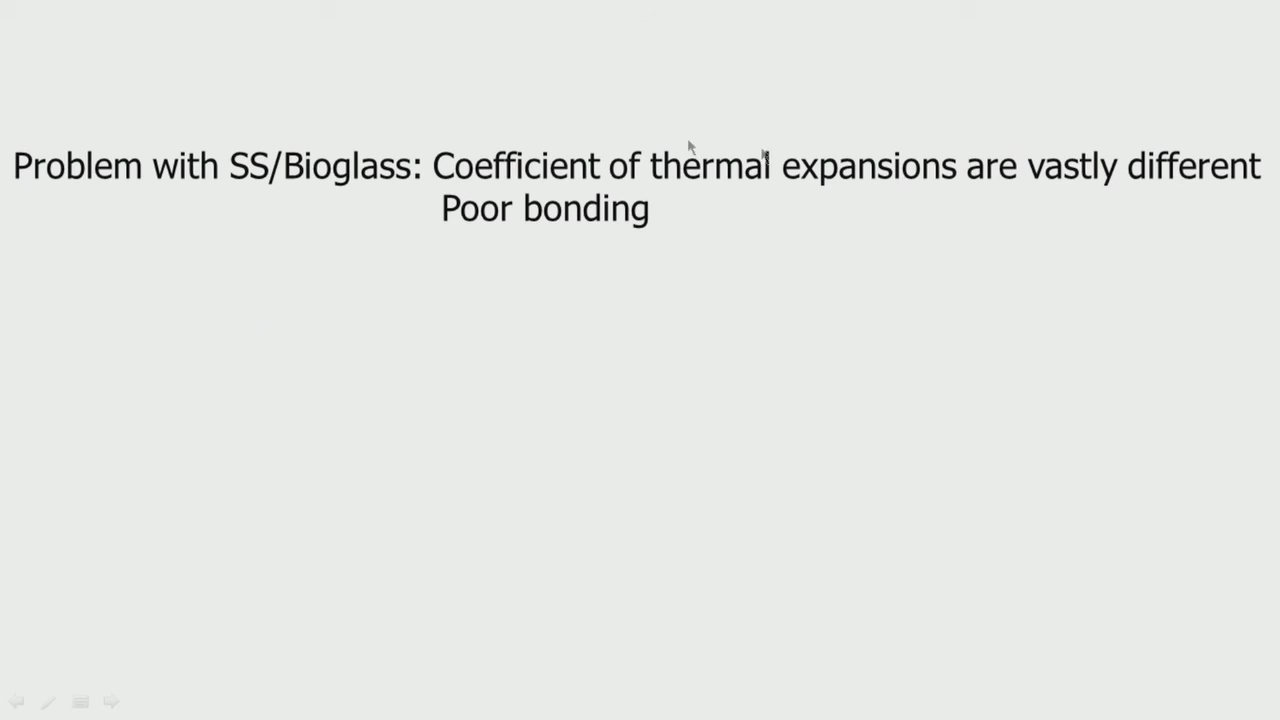 Problem with SS/Bioglass: Coefficient of thermal expansions are vastly different
Poor bonding